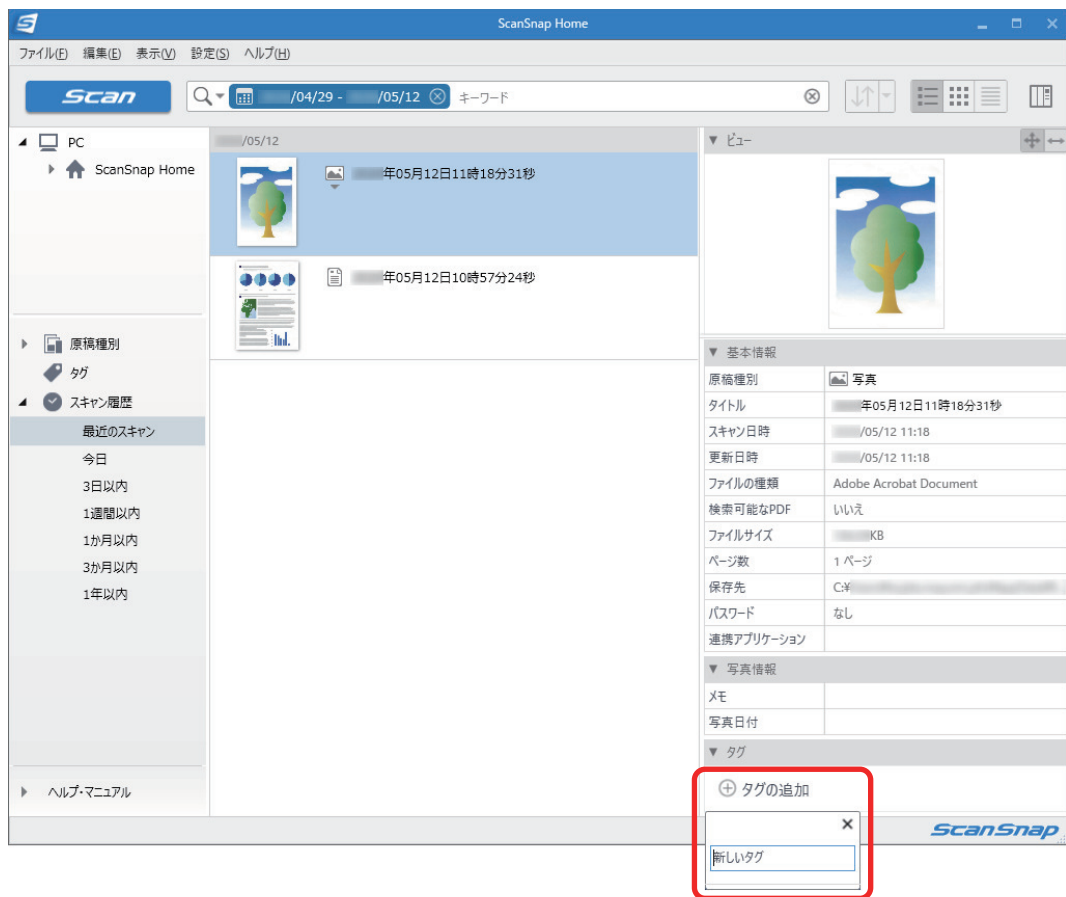 ScanSnap Home
ファイル(F) 編集(E) 表示(V) 設定(S) ヘルプ(H)
Scan
/04/29 - /05/12 キーワード
PC
ScanSnap Home
原稿種別
タグ
スキャン履歴
最近のスキャン
今日
3日以内
1週間以内
1か月以内
3か月以内
1年以内
ヘルプ・マニュアル
/05/12
年05月12日11時18分31秒
年05月12日10時57分24秒
ビュー
基本情報
原稿種別 写真
タイトル 年05月12日11時18分31秒
スキャン日時 /05/12 11:18
更新日時 /05/12 11:18
ファイルの種類 Adobe Acrobat Document
検索可能なPDF いいえ
ファイルサイズ KB
ページ数 1 ページ
保存先 C:¥
パスワード なし
連携アプリケーション
写真情報
メモ
写真日付
タグ
タグの追加
新しいタグ
ScanSnap